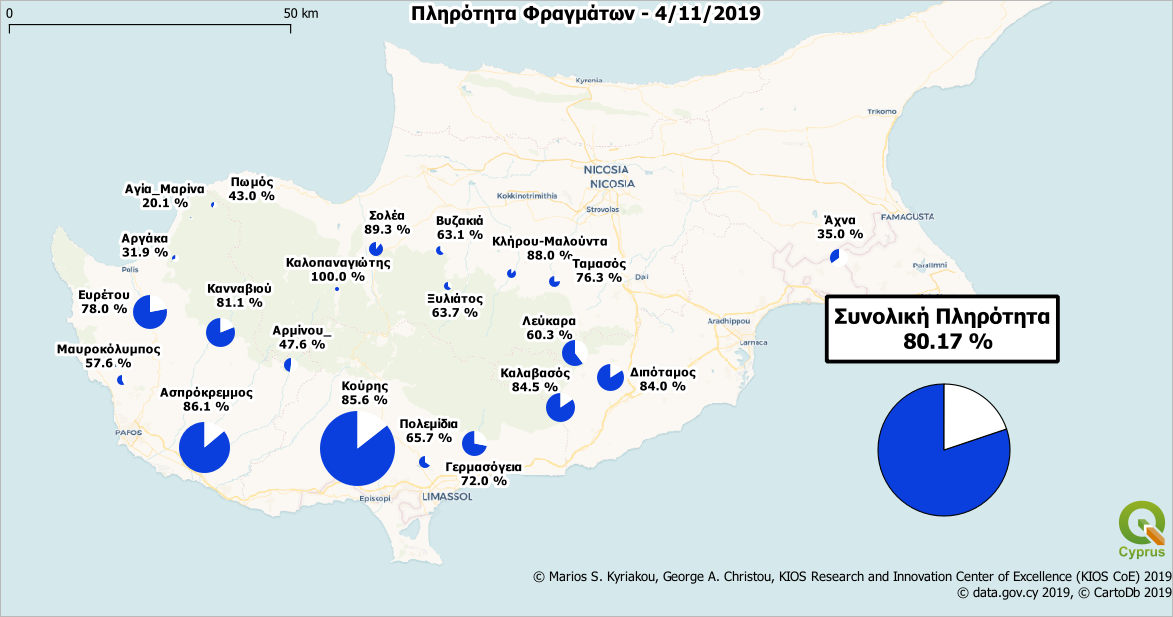 0 50 km
Πληρότητα Φραγμάτων - 4/11/2019
Kyrenia
Trikomo
NICOSIA
NICOSIA
Kokkinotrimithia
Strovolos
Αγία_Μαρίνα
20.1 %
Πωμός
43.0 %
Σολέα
89.3 %
Βυζακιά
63.1 %
Κλήρου-Μαλούντα
88.0 %
Ταμασός
76.3 %
Άχνα
35.0 %
FAMAGUSTA
Paralimni
Αργάκα
31.9 %
Polis
Καλοπαναγιώτης
100.0 %
Dali
Ευρέτου
78.0 %
Κανναβιού
81.1 %
Ξυλιάτος
63.7 %
Αρμίνου_
47.6 %
Λεύκαρα
60.3 %
Aradhippou
Larnaca
Συνολική Πληρότητα
80.17 %
Μαυροκόλυμπος
57.6 %
Καλαβασός
84.5 %
Διπόταμος
84.0 %
Ασπρόκρεμμος
86.1 %
Κούρης
85.6 %
Πολεμίδια
65.7 %
PAFOS
Γερμασόγεια
72.0 %
Episcopi
LIMASSOL
Cyprus
© Marios S. Kyriakou, George A. Christou, KIOS Research and Innovation Center of Excellence (KIOS CoE) 2019
© data.gov.cy 2019, © CartoDb 2019